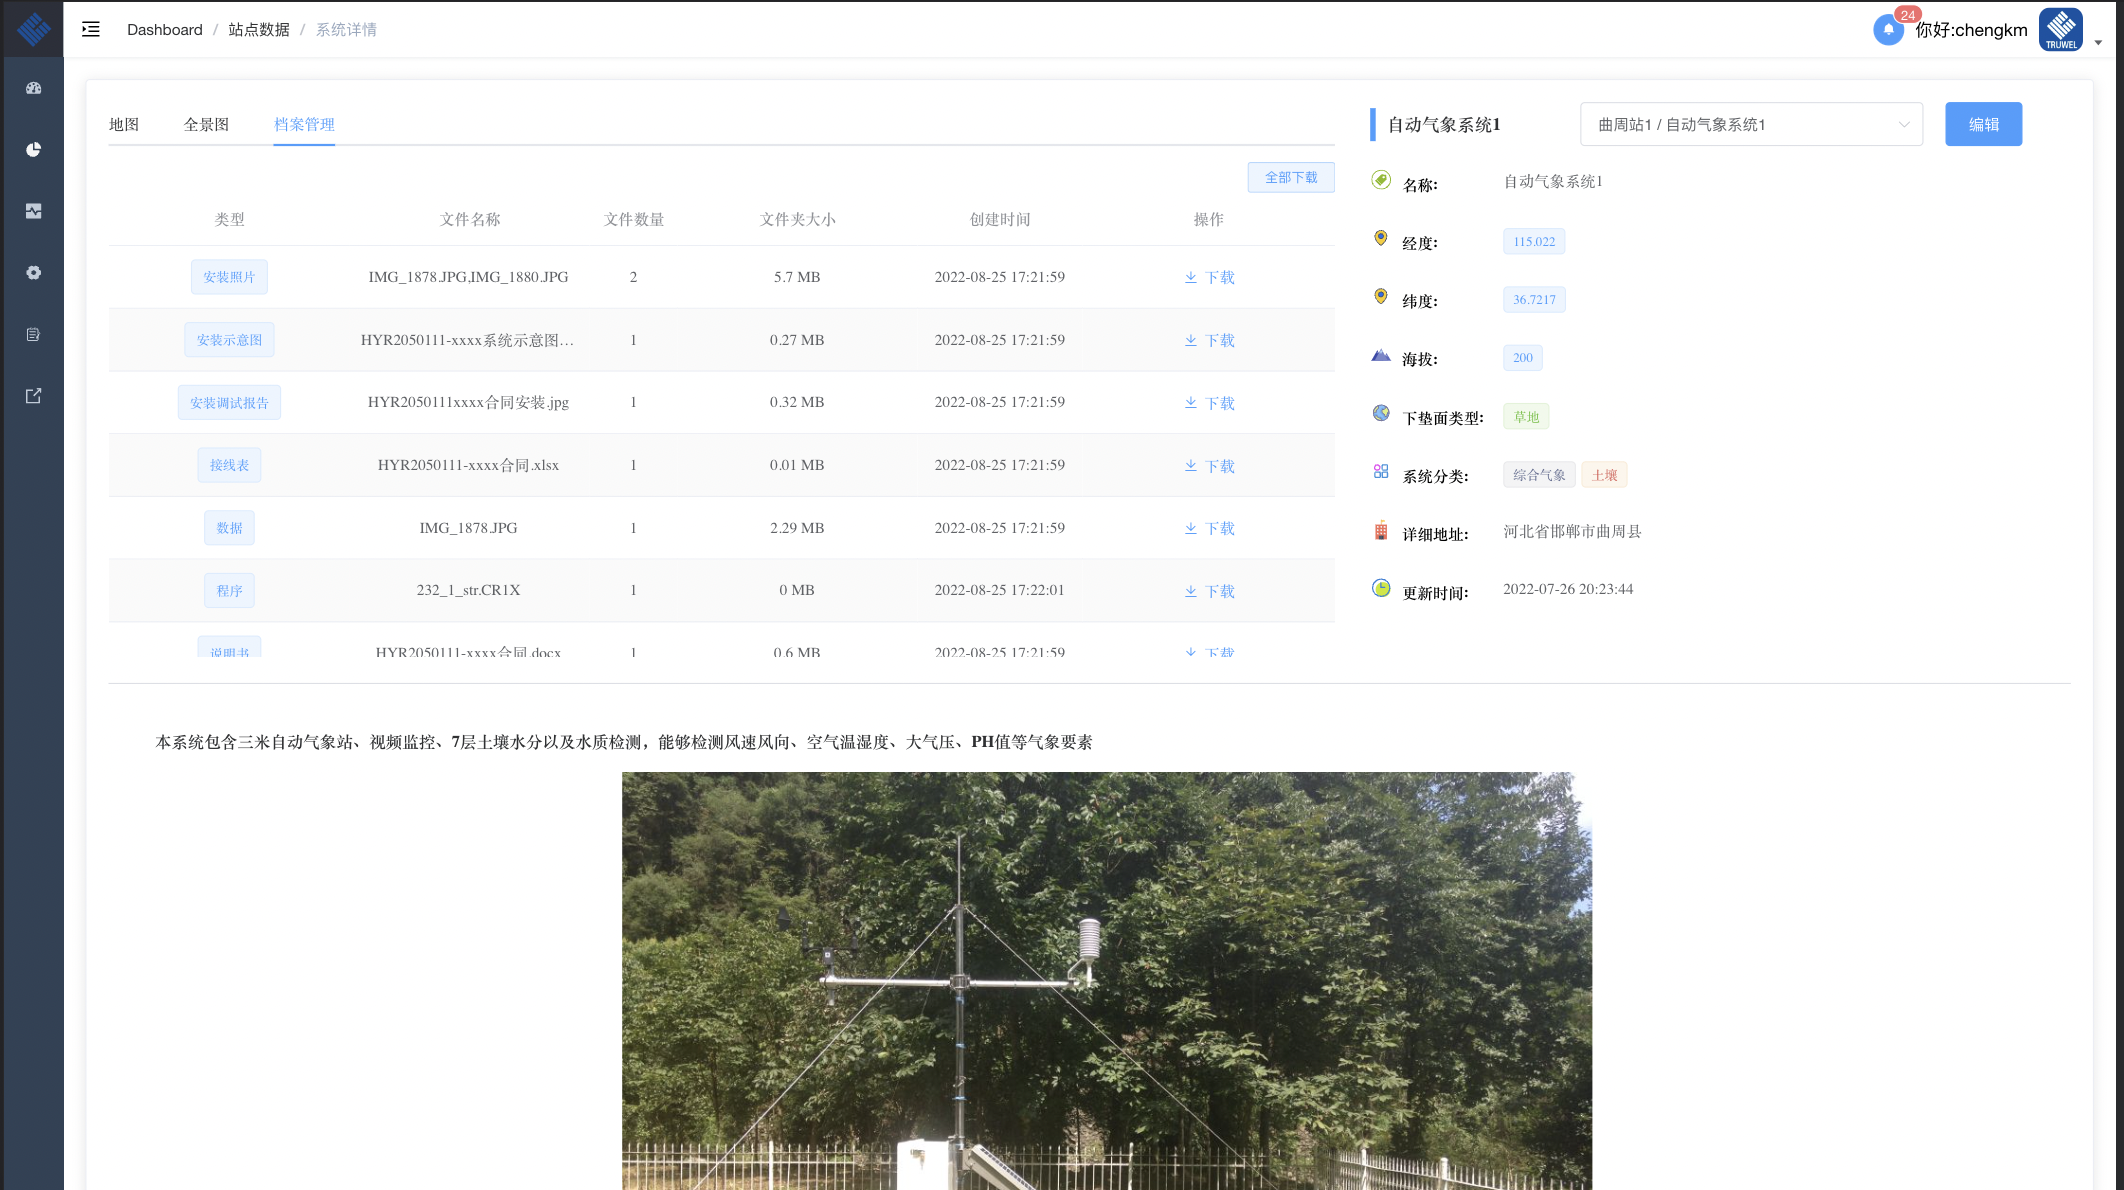 Dashboard / 站点数据 / 系统详情
24
你好:chengkm
TRUWEL
地图 全景图 档案管理
全部下载
类型 文件名称 文件数量 文件夹大小 创建时间 操作
安装照片 IMG_1878.JPG,IMG_1880.JPG 2 5.7 MB 2022-08-25 17:21:59 下载
安装示意图 HYR2050111-xxxx系统示意图... 1 0.27 MB 2022-08-25 17:21:59 下载
安装调试报告 HYR2050111xxxx合同安装.jpg 1 0.32 MB 2022-08-25 17:21:59 下载
接线表 HYR2050111-xxxx合同.xlsx 1 0.01 MB 2022-08-25 17:21:59 下载
数据 IMG_1878.JPG 1 2.29 MB 2022-08-25 17:21:59 下载
程序 232_1_str.CR1X 1 0 MB 2022-08-25 17:22:01 下载
说明书 HYR2050111-xxxx合同.docx 1 0.6 MB 2022-08-25 17:21:59 下载
自动气象系统1 曲周站1 / 自动气象系统1 编辑
名称: 自动气象系统1
经度: 115.022
纬度: 36.7217
海拔: 200
下垫面类型: 草地
系统分类: 综合气象 土壤
详细地址: 河北省邯郸市曲周县
更新时间: 2022-07-26 20:23:44
本系统包含三米自动气象站、视频监控、7层土壤水分以及水质检测，能够检测风速风向、空气温湿度、大气压、PH值等气象要素